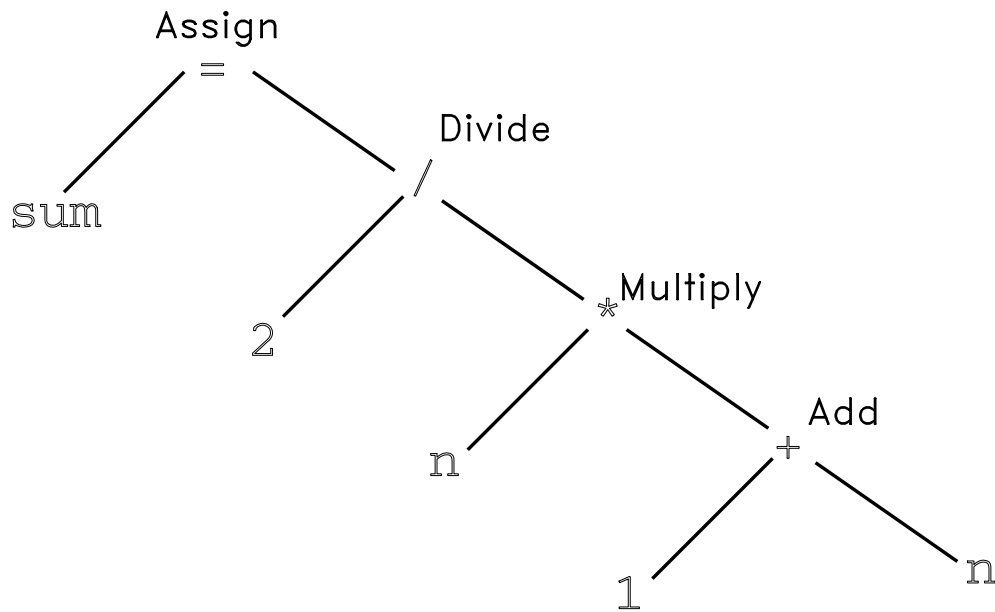 Assign
=
Divide
/
sum
Multiply
*
2
Add
+
n
1
n